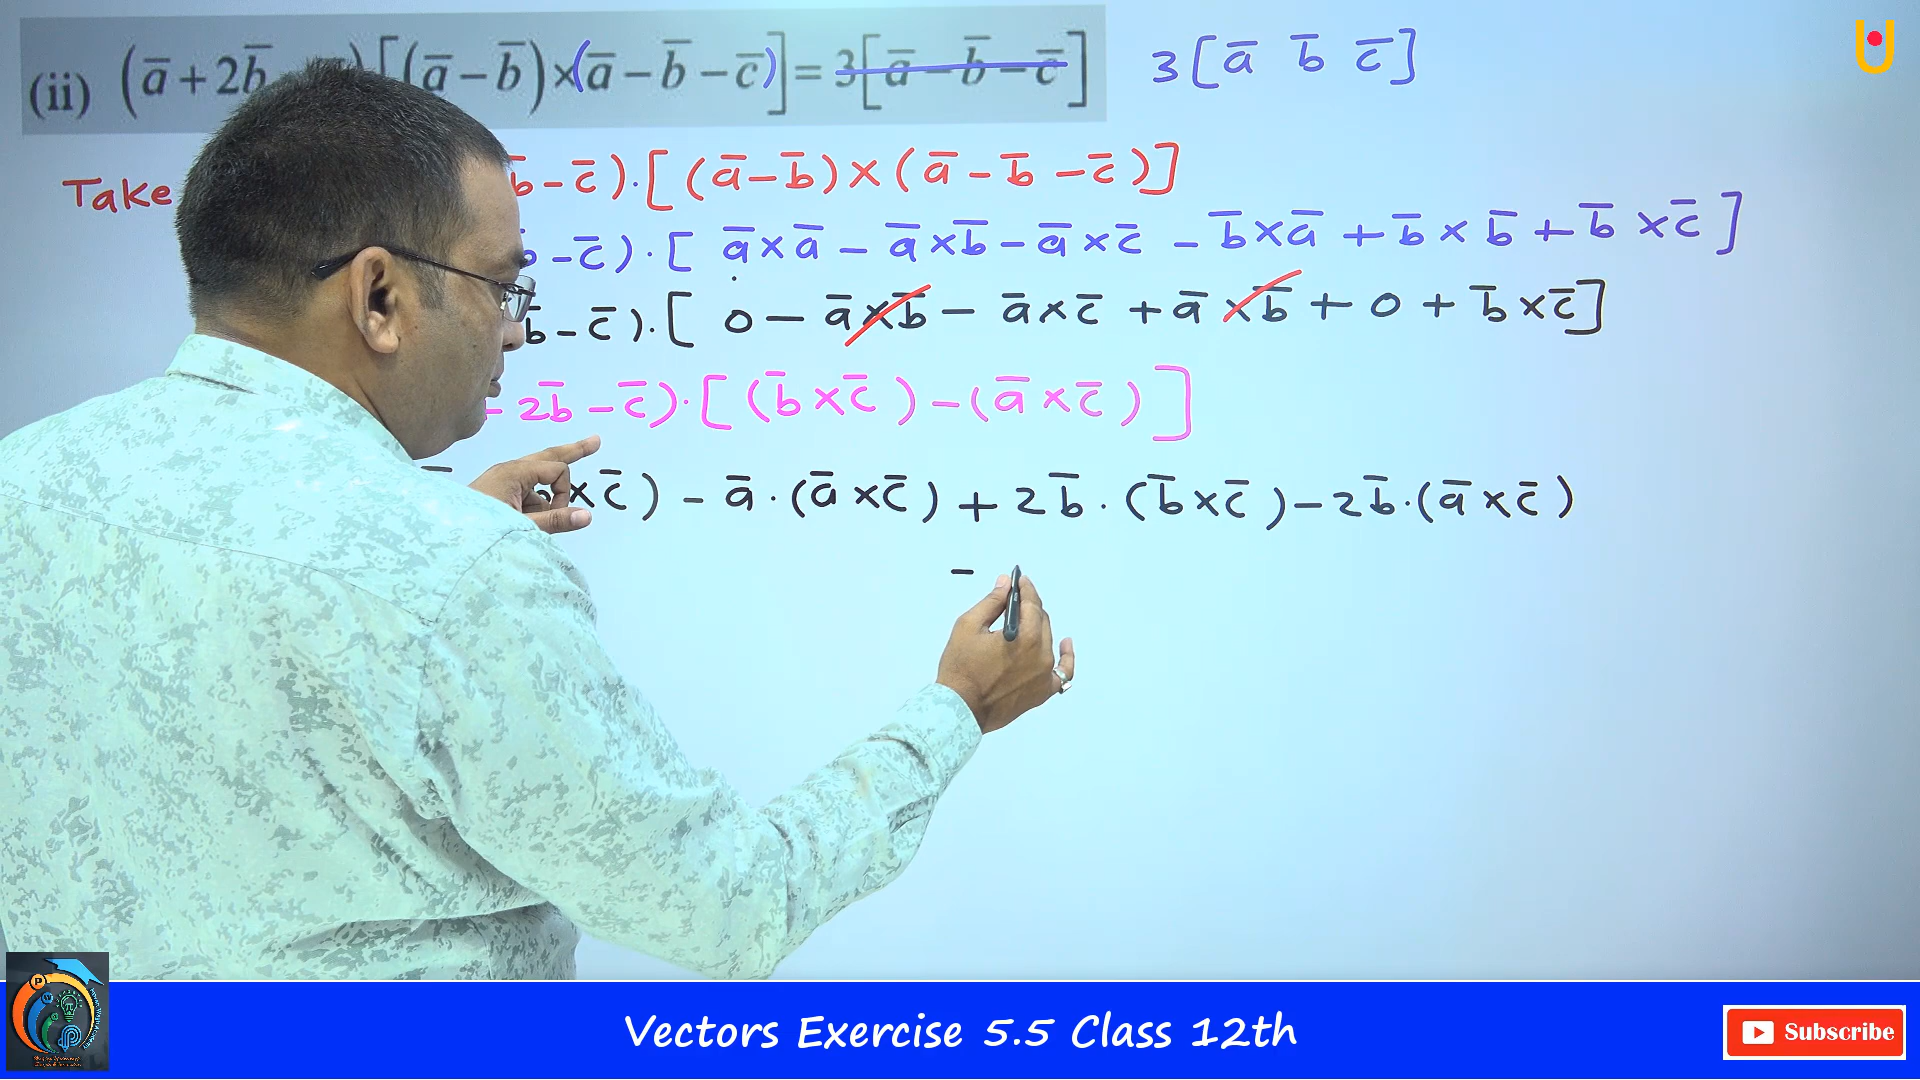 (ii) (a̅ + 2b̅ ) [(a̅ − b̅) × (a̅ − b̅ − c̅)] = 3[a̅ − b̅ − c̅] 3[a̅ b̅ c̅]
Take b̅ − c̅).[(a̅ − b̅) × (a̅ − b̅ − c̅)]
b̅ − c̅).[a̅ × a̅ − a̅ × b̅ − a̅ × c̅ − b̅ × a̅ + b̅ × b̅ + b̅ × c̅]
b̅ − c̅).[0 − a̅ × b̅ − a̅ × c̅ + a̅ × b̅ + 0 + b̅ × c̅]
2b̅ − c̅).[(b̅ × c̅) − (a̅ × c̅)]
× c̅) − a̅ . (a̅ × c̅) + 2b̅ . (b̅ × c̅) − 2b̅ . (a̅ × c̅)
−
Vectors Exercise 5.5 Class 12th
Subscribe